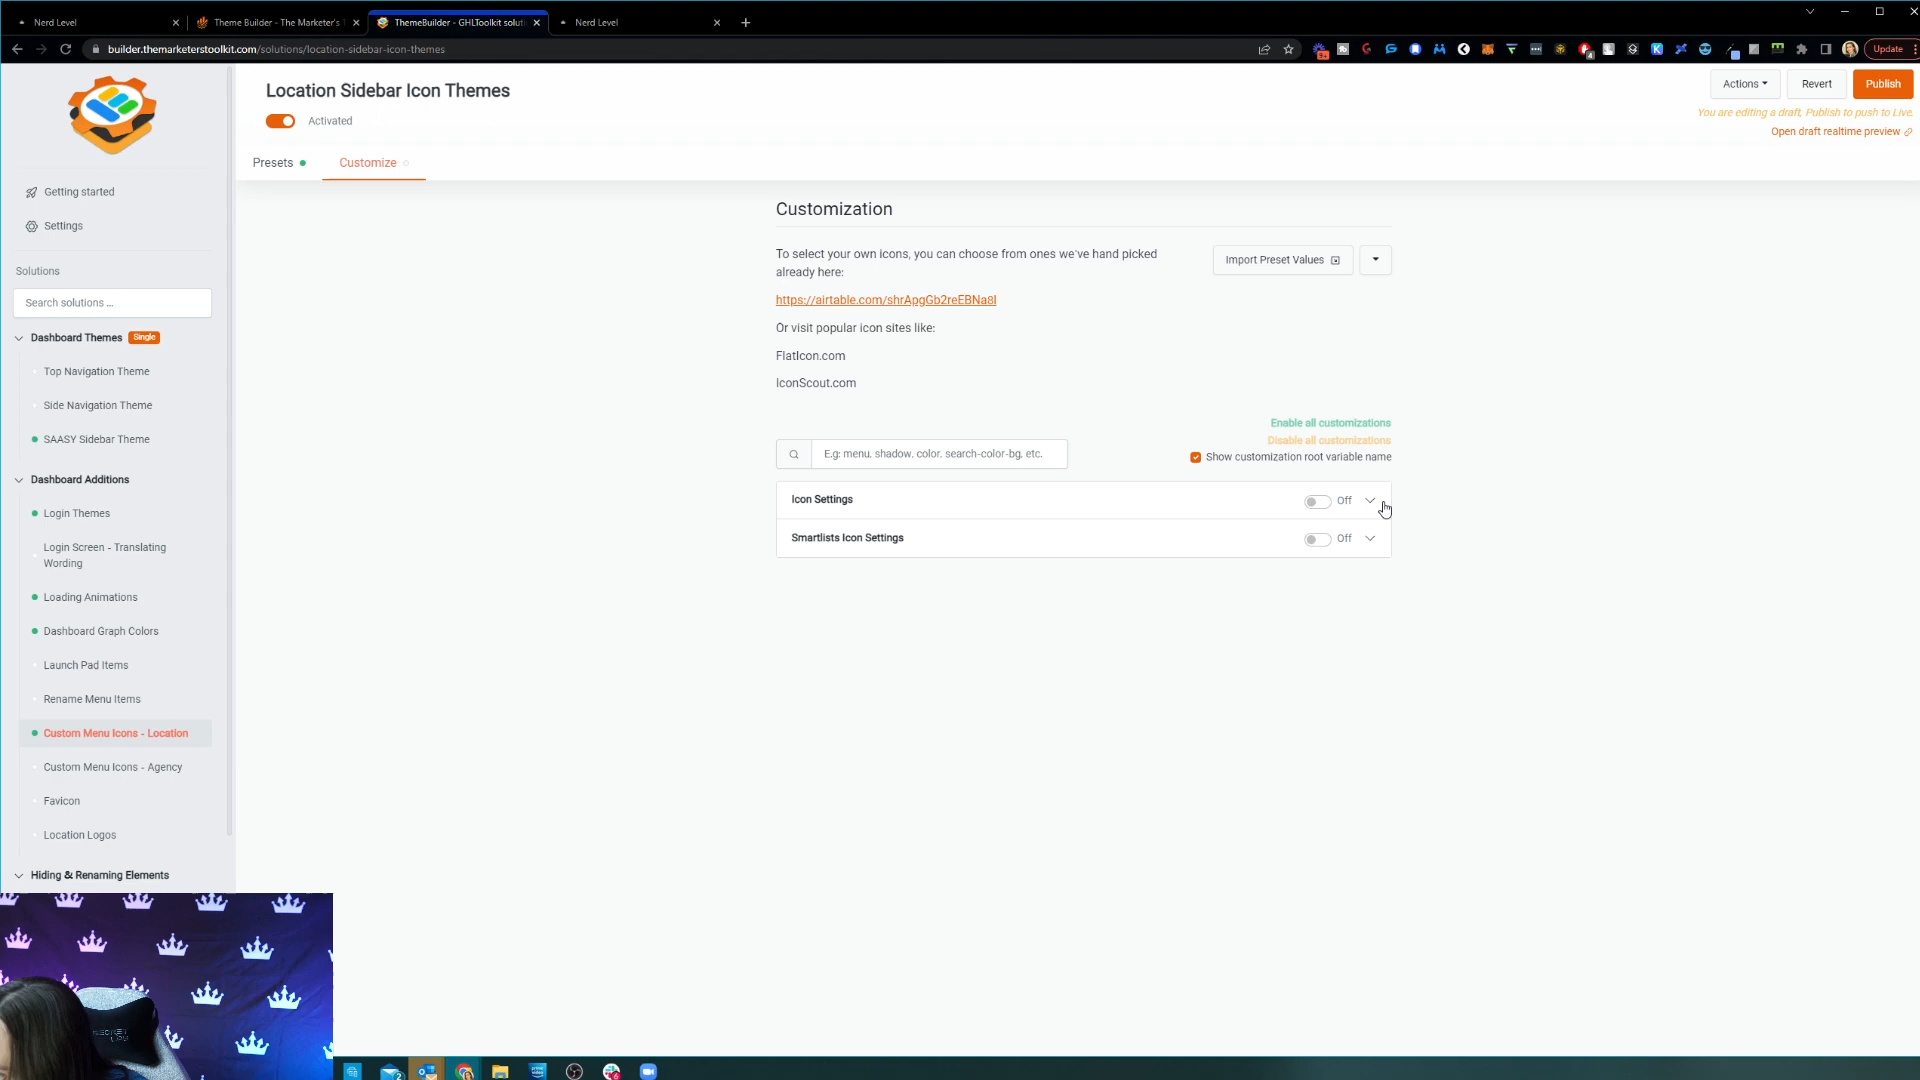 Nerd Level
Theme Builder - The Marketer's T
ThemeBuilder - GHLToolkit soluti
Nerd Level
builder.themarketerstoolkit.com/solutions/location-sidebar-icon-themes
Update
Location Sidebar Icon Themes
Actions
Revert
Publish
Activated
You are editing a draft, Publish to push to Live.
Open draft realtime preview
Presets
Customize
Getting started
Settings
Solutions
Search solutions ...
Dashboard Themes Single
Top Navigation Theme
Side Navigation Theme
SAASY Sidebar Theme
Dashboard Additions
Login Themes
Login Screen - Translating
Wording
Loading Animations
Dashboard Graph Colors
Launch Pad Items
Rename Menu Items
Custom Menu Icons - Location
Custom Menu Icons - Agency
Favicon
Location Logos
Hiding & Renaming Elements
Customization
To select your own icons, you can choose from ones we've hand picked
already here:
Import Preset Values
https://airtable.com/shrApgGb2reEBNa8I
Or visit popular icon sites like:
FlatIcon.com
IconScout.com
Enable all customizations
Disable all customizations
Show customization root variable name
E.g: menu, shadow, color, search-color-bg, etc.
Icon Settings
Off
Smartlists Icon Settings
Off